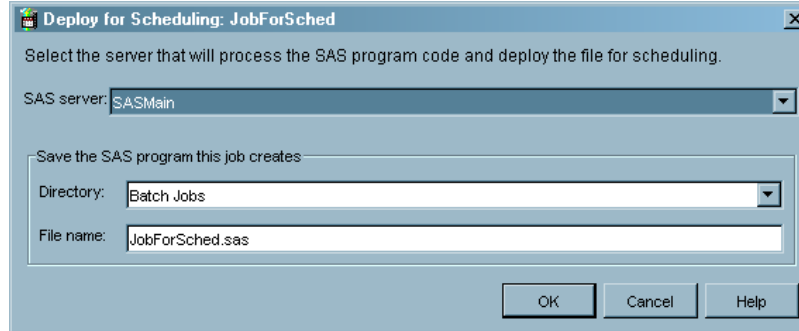 Deploy for Scheduling: JobForSched
Select the server that will process the SAS program code and deploy the file for scheduling.
SAS server: SASMain
Save the SAS program this job creates
Directory: Batch Jobs
File name: JobForSched.sas
OK Cancel Help